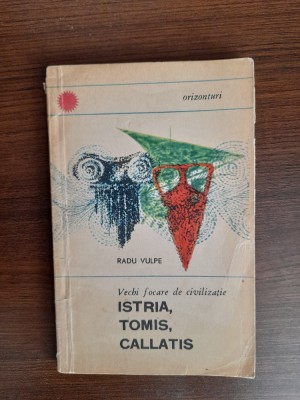 orizonturi
RADU VULPE
Vechi focare de civilizație
ISTRIA,
TOMIS,
CALLATIS